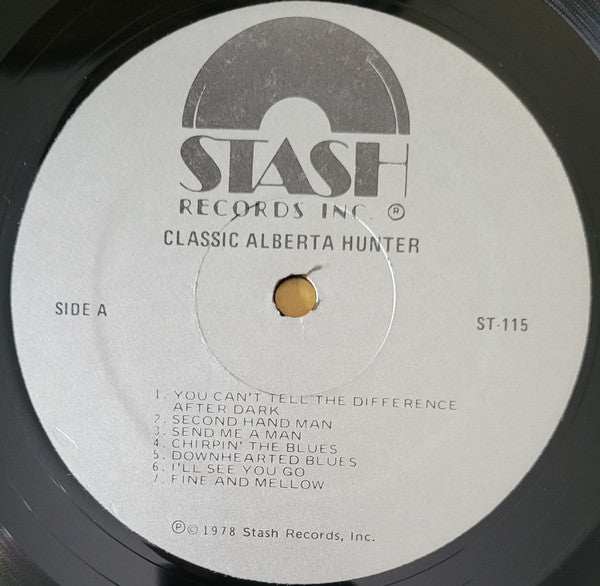 STASH
RECORDS INC. ®
CLASSIC ALBERTA HUNTER
SIDE A
ST-115
1. YOU CAN'T TELL THE DIFFERENCE
AFTER DARK
2. SECOND HAND MAN
3. SEND ME A MAN
4. CHIRPIN' THE BLUES
5. DOWNHEARTED BLUES
6. I'LL SEE YOU GO
7. FINE AND MELLOW
℗©1978 Stash Records, Inc.